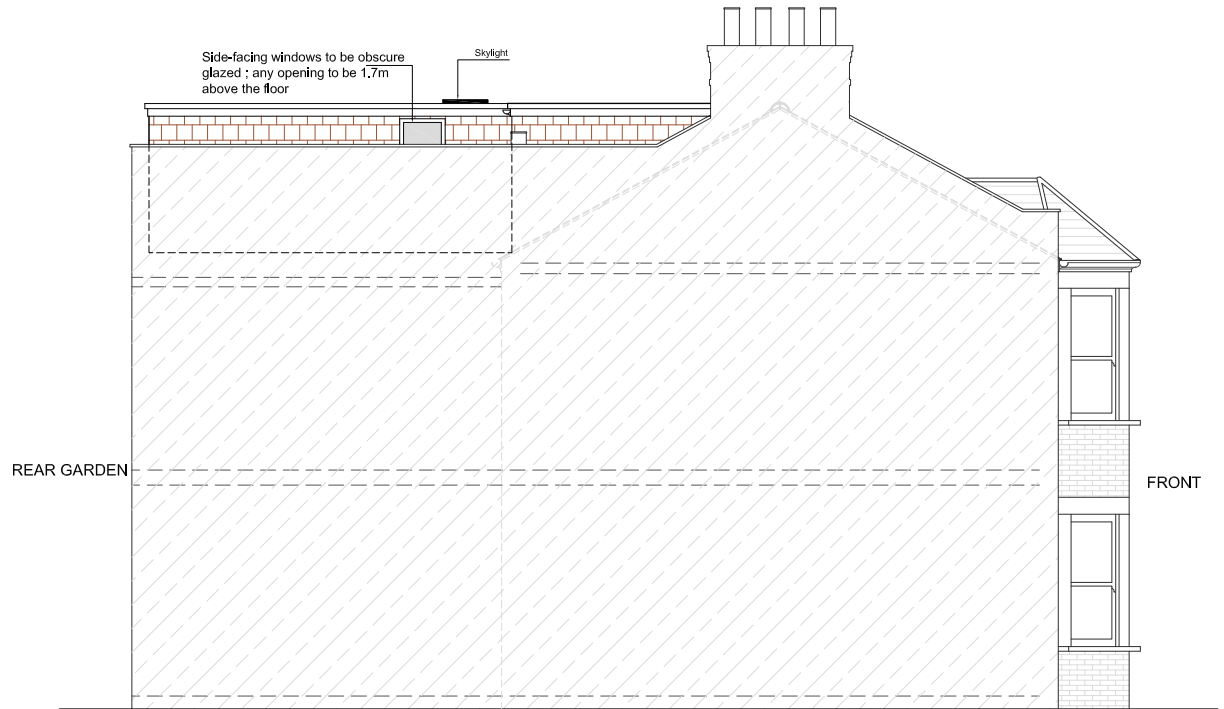 Side-facing windows to be obscure
glazed ; any opening to be 1.7m
above the floor
Skylight
REAR GARDEN
FRONT